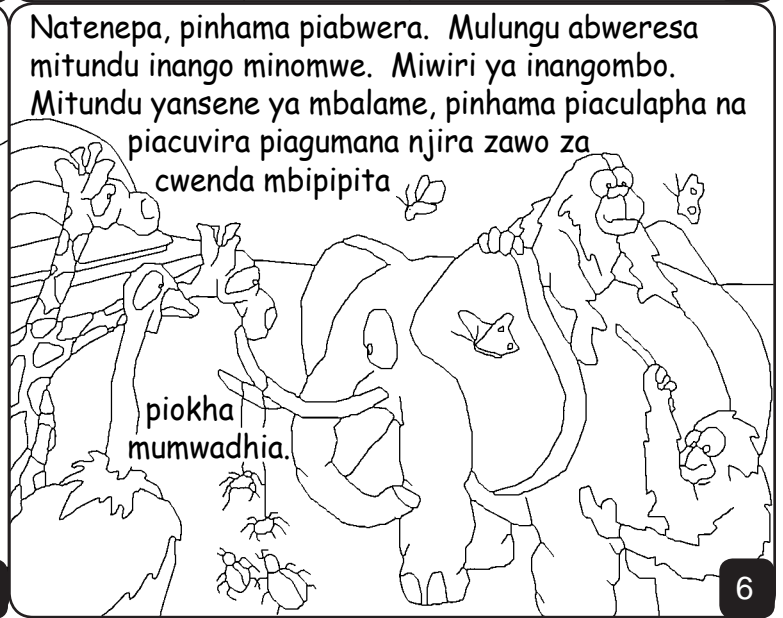 Natenepa, pinhama piabwera. Mulungu abweresa
mitundu inango minomwe. Miwiri ya inangombo.
Mitundu yansene ya mbalame, pinhama piaculapha na
piacuvira piagumana njira zawo za
cwenda mbipipita
piokha
mumwadhia.
6